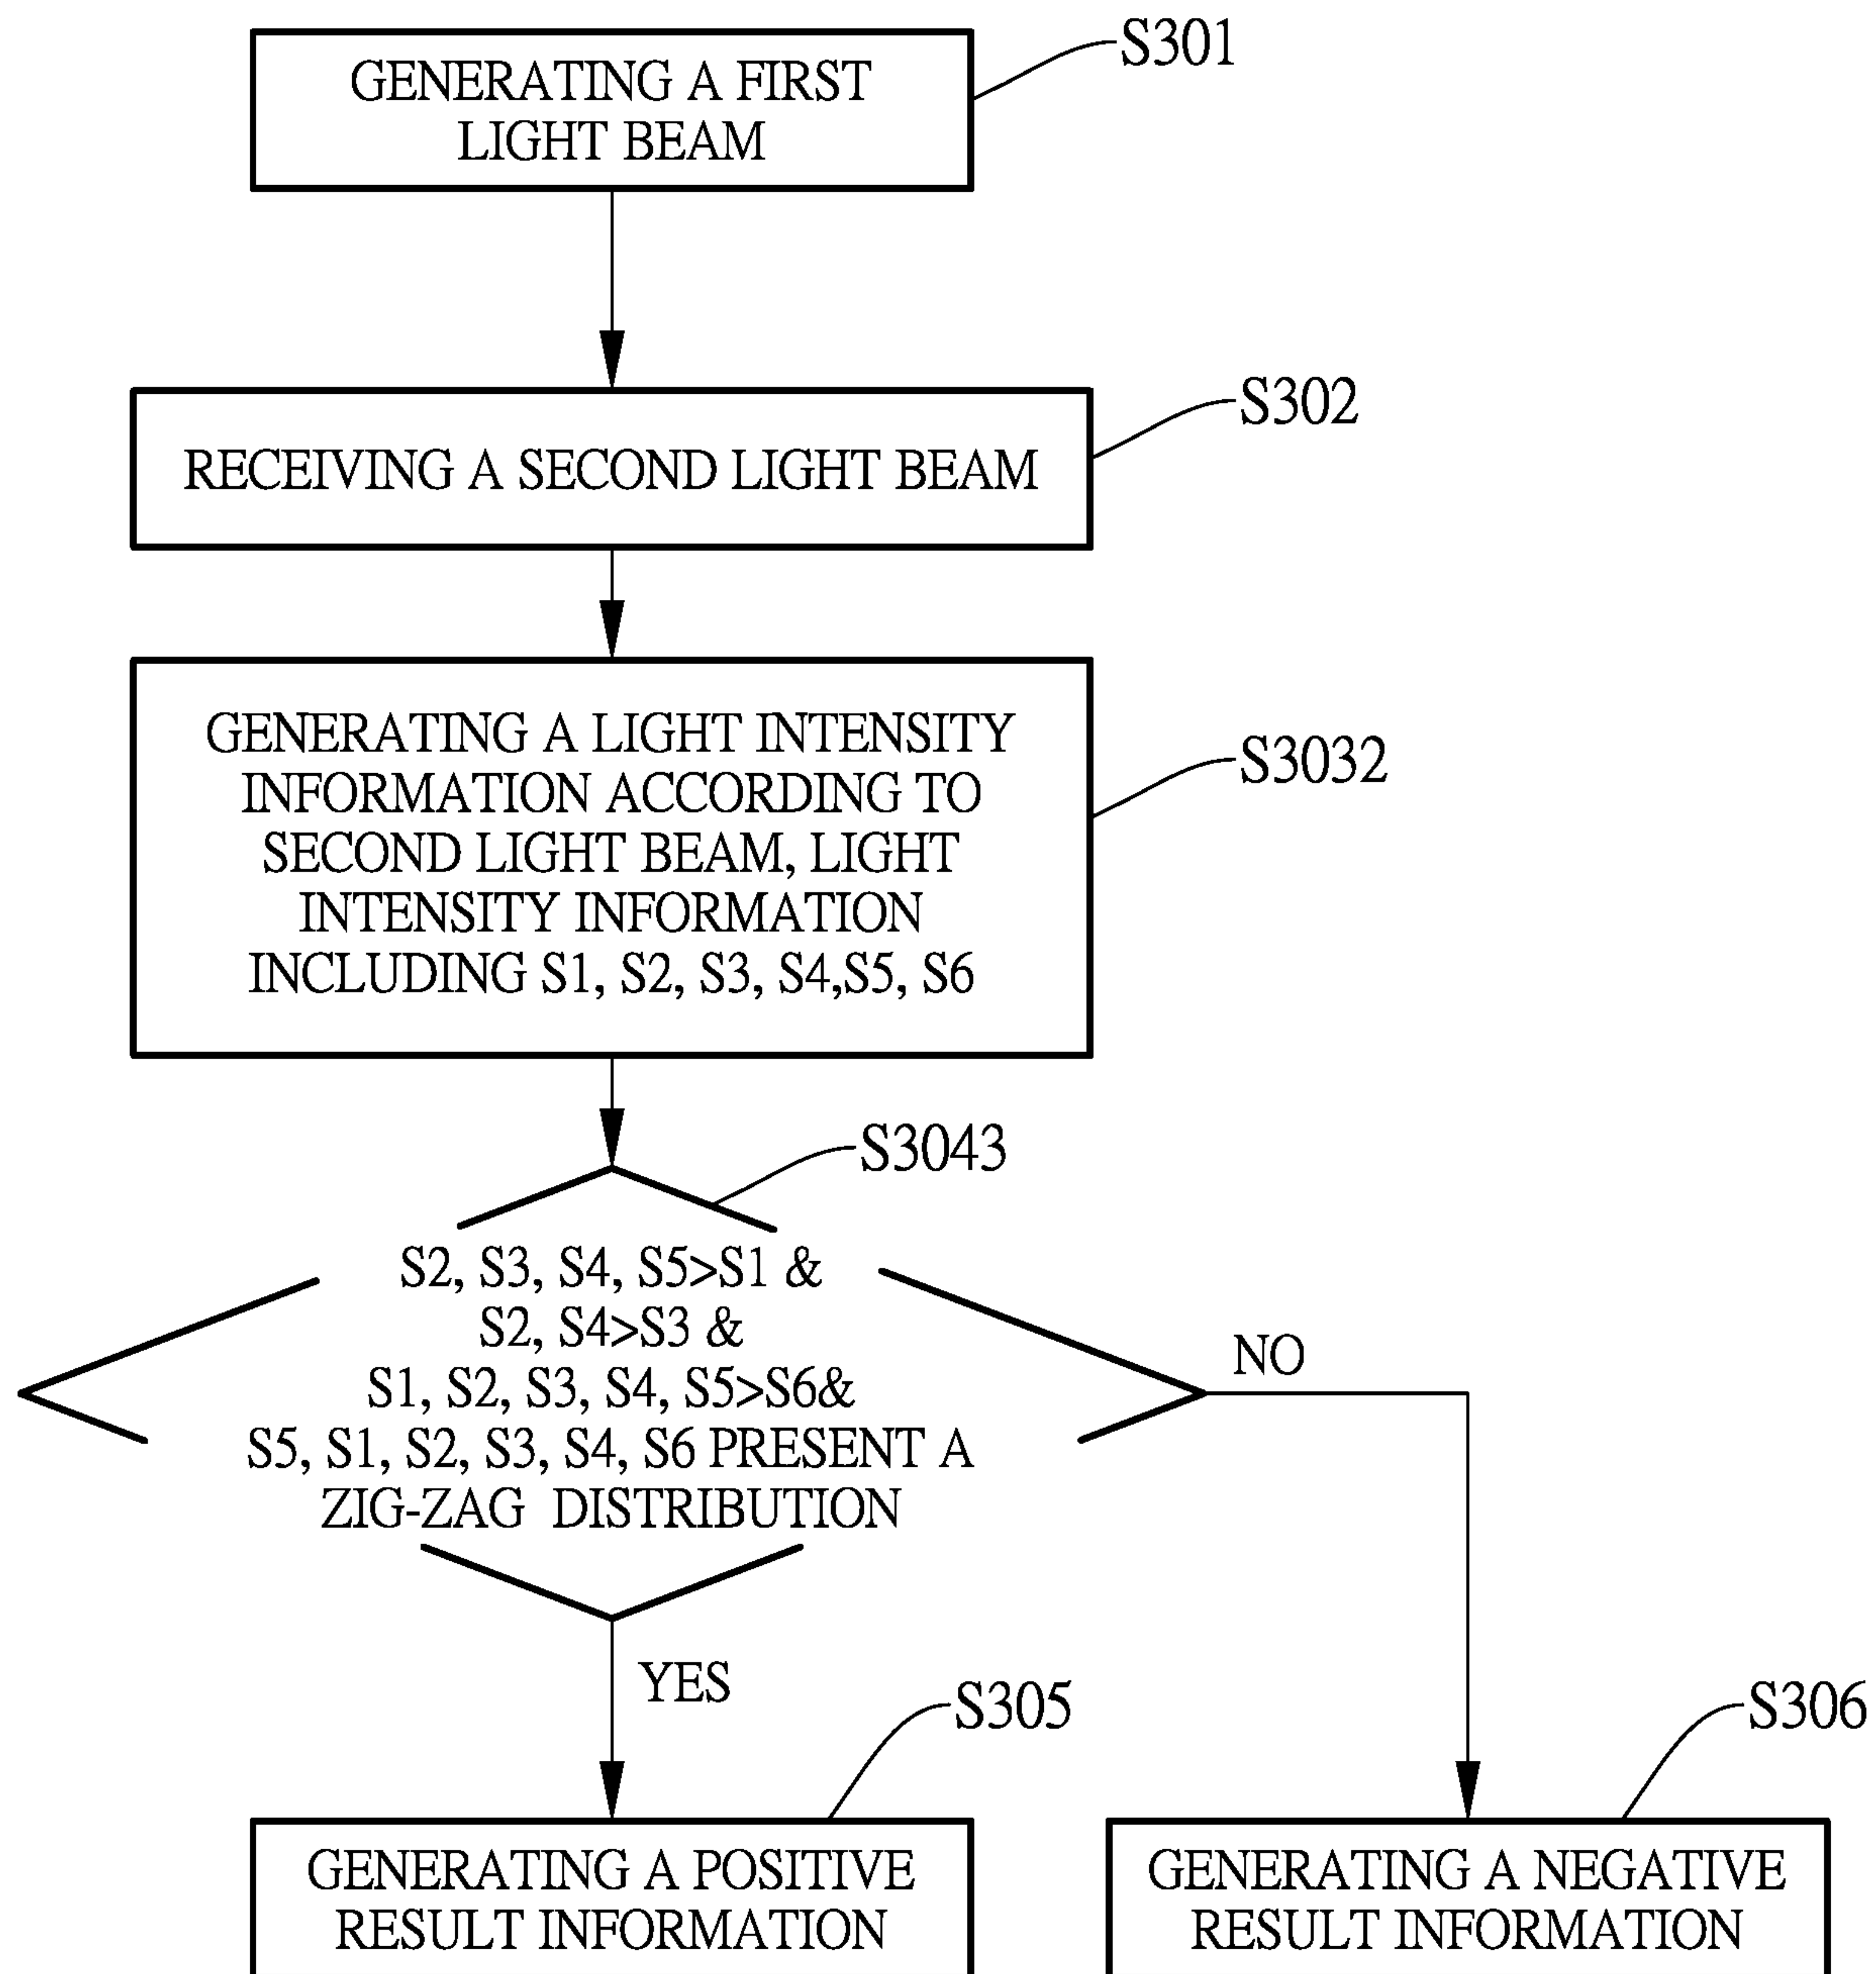 GENERATING A FIRST
LIGHT BEAM
S301
RECEIVING A SECOND LIGHT BEAM
S302
GENERATING A LIGHT INTENSITY
INFORMATION ACCORDING TO
SECOND LIGHT BEAM, LIGHT
INTENSITY INFORMATION
INCLUDING S1, S2, S3, S4,S5, S6
S3032
S3043
S2, S3, S4, S5>S1 &
S2, S4>S3 &
S1, S2, S3, S4, S5>S6&
S5, S1, S2, S3, S4, S6 PRESENT A
ZIG-ZAG DISTRIBUTION
NO
YES
S305
S306
GENERATING A POSITIVE
RESULT INFORMATION
GENERATING A NEGATIVE
RESULT INFORMATION